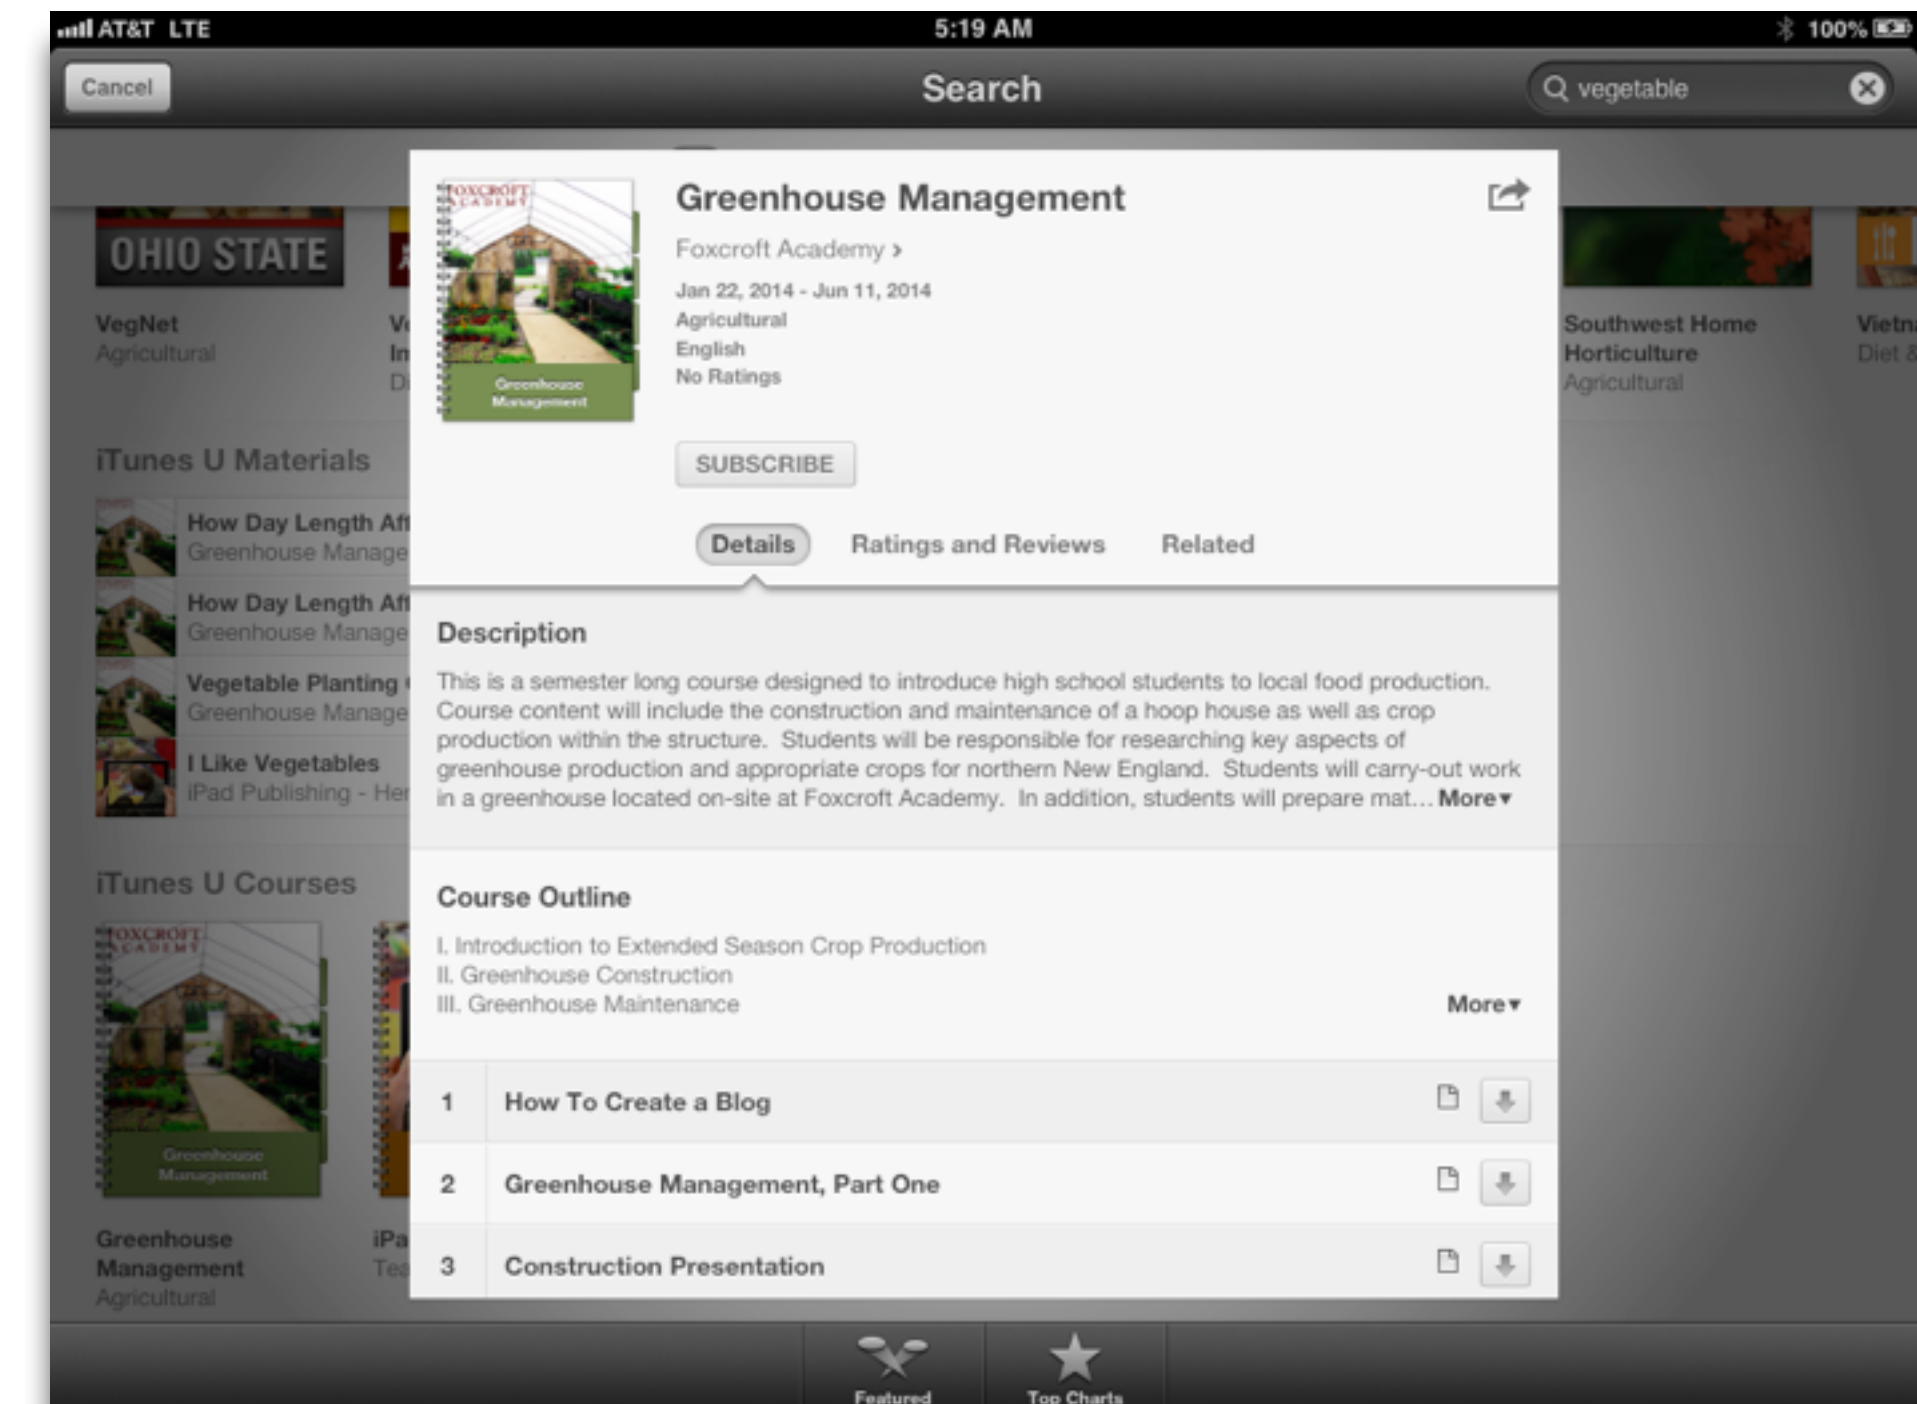 AT&T LTE
5:19 AM
100%
Cancel
Search
vegetable
OHIO STATE
VegNet
Agricultural
Southwest Home
Horticulture
Agricultural
iTunes U Materials
How Day Length
Greenhouse
How Day Length
Greenhouse
Vegetable Planting
Greenhouse
I Like Vegetables
iPad Publishing -
iTunes U Courses
FOXCROFT
ACADEMY
Greenhouse
Management
Greenhouse
Management
Agricultural
FOXCROFT
ACADEMY
Greenhouse
Management
Greenhouse Management
Foxcroft Academy >
Jan 22, 2014 - Jun 11, 2014
Agricultural
English
No Ratings
SUBSCRIBE
Details Ratings and Reviews Related
Description
This is a semester long course designed to introduce high school students to local food production.
Course content will include the construction and maintenance of a hoop house as well as crop
production within the structure. Students will be responsible for researching key aspects of
greenhouse production and appropriate crops for northern New England. Students will carry-out work
in a greenhouse located on-site at Foxcroft Academy. In addition, students will prepare mat... More▾
Course Outline
I. Introduction to Extended Season Crop Production
II. Greenhouse Construction
III. Greenhouse Maintenance
More▾
1 How To Create a Blog
2 Greenhouse Management, Part One
3 Construction Presentation
Featured
Top Charts